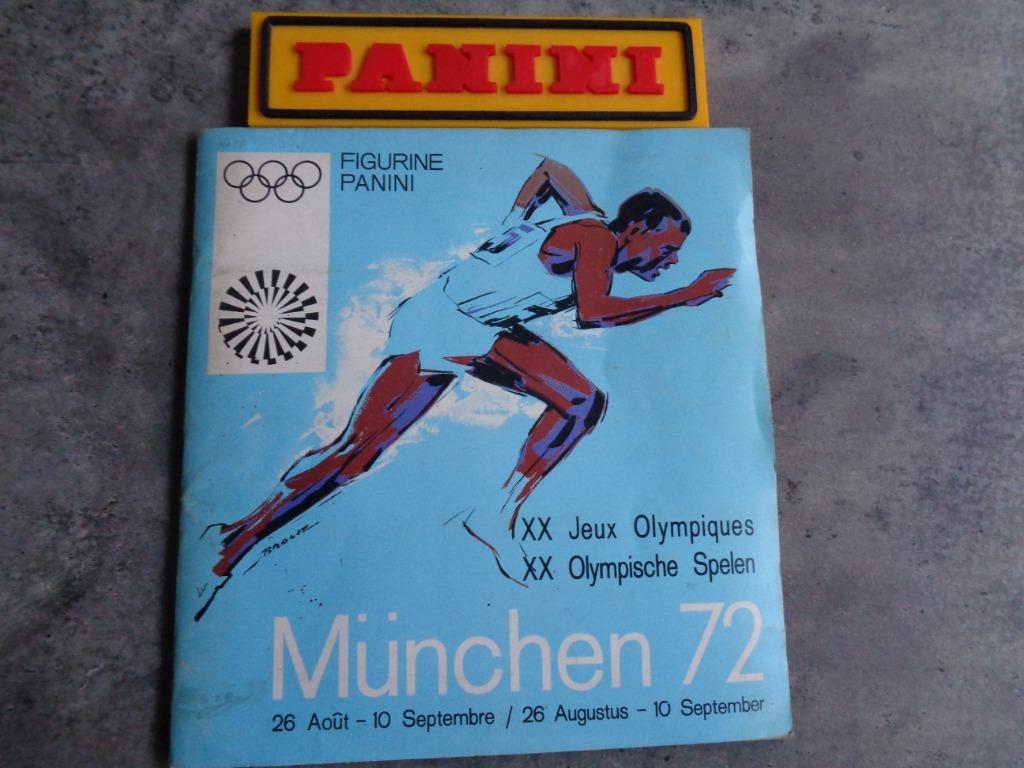 PANINI
FIGURINE
PANINI
XX Jeux Olympiques
XX Olympische Spelen
München 72
26 Août - 10 Septembre / 26 Augustus - 10 September